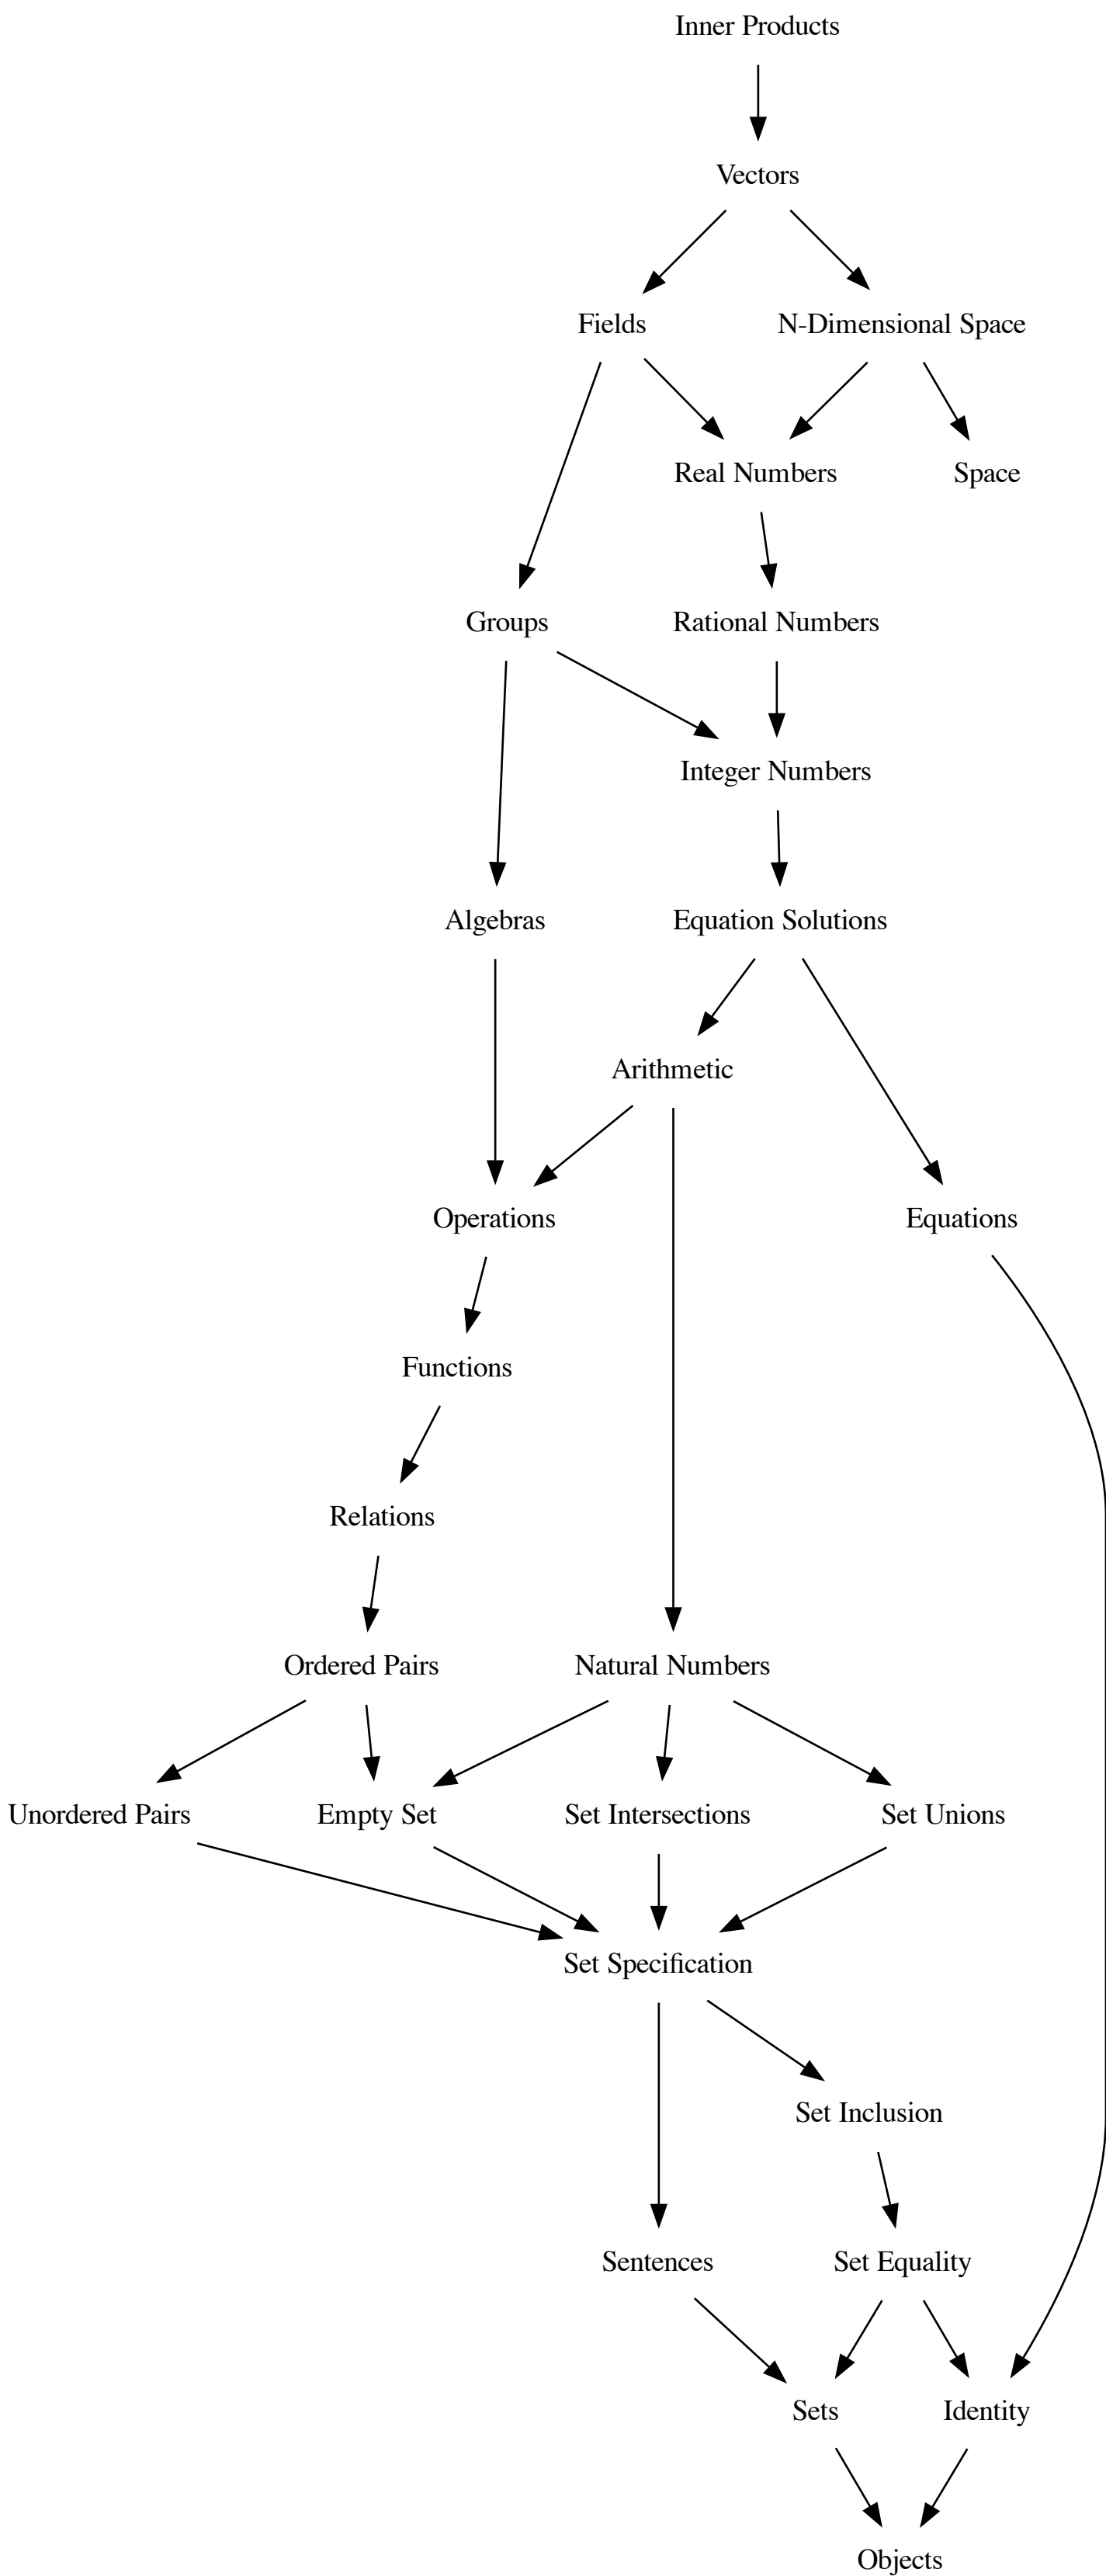 Inner Products
Vectors
Fields
N-Dimensional Space
Real Numbers
Space
Groups
Rational Numbers
Integer Numbers
Algebras
Equation Solutions
Arithmetic
Operations
Equations
Functions
Relations
Ordered Pairs
Natural Numbers
Unordered Pairs
Empty Set
Set Intersections
Set Unions
Set Specification
Set Inclusion
Sentences
Set Equality
Sets
Identity
Objects